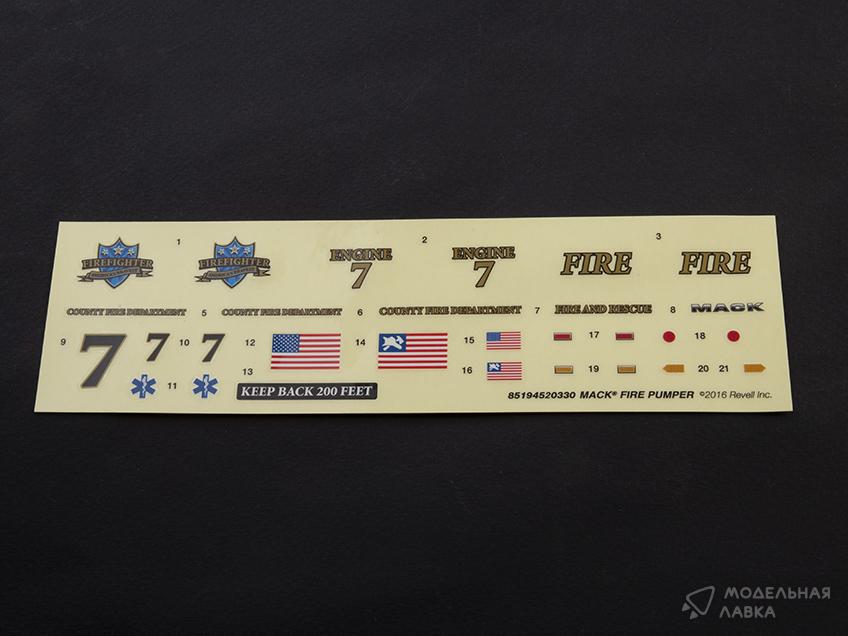 1
2
3
FIREFIGHTER
FIREFIGHTER
ENGINE
7
ENGINE
7
FIRE
FIRE
COUNTY FIRE DEPARTMENT 5 COUNTY FIRE DEPARTMENT 6 COUNTY FIRE DEPARTMENT 7 FIRE AND RESCUE 8 MACK
9 7 7 10 7 12 14 15 17 18
13 16 19 20 21
11
KEEP BACK 200 FEET
85194520330 MACK® FIRE PUMPER ©2016 Revell Inc.
МОДЕЛЬНАЯ
ЛАВКА